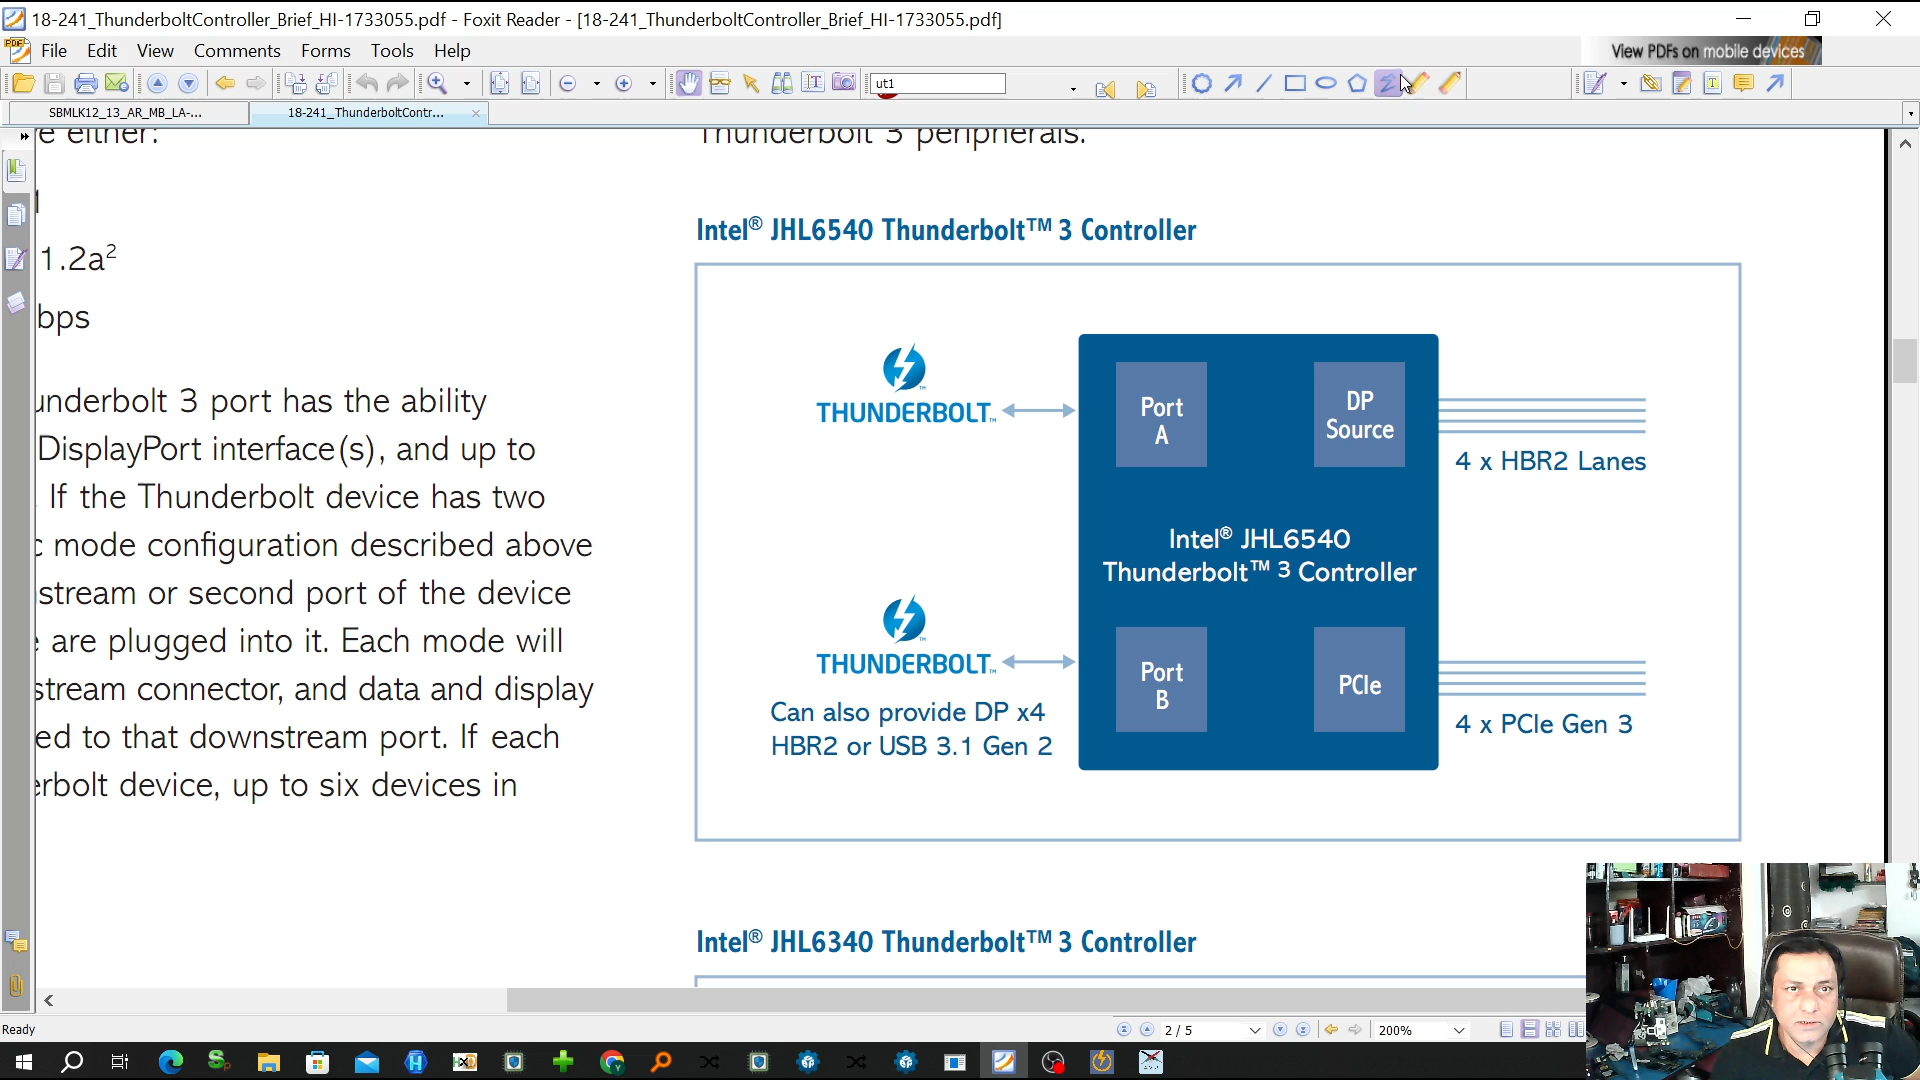 18-241_ThunderboltController_Brief_HI-1733055.pdf - Foxit Reader - [18-241_ThunderboltController_Brief_HI-1733055.pdf]
File Edit View Comments Forms Tools Help
View PDFs on mobile devices
ut1
SBMLK12_13_AR_MB_LA-...
18-241_ThunderboltContr...
e either:
1.2a²
bps
underbolt 3 port has the ability
DisplayPort interface(s), and up to
. If the Thunderbolt device has two
c mode configuration described above
stream or second port of the device
are plugged into it. Each mode will
stream connector, and data and display
ed to that downstream port. If each
erbolt device, up to six devices in
Thunderbolt 3 peripherals.
Intel® JHL6540 Thunderbolt™ 3 Controller
THUNDERBOLT™
Port
A
DP
Source
4 x HBR2 Lanes
Intel® JHL6540
Thunderbolt™ 3 Controller
THUNDERBOLT™
Can also provide DP x4
HBR2 or USB 3.1 Gen 2
Port
B
PCIe
4 x PCIe Gen 3
Intel® JHL6340 Thunderbolt™ 3 Controller
Ready
2 / 5
200%